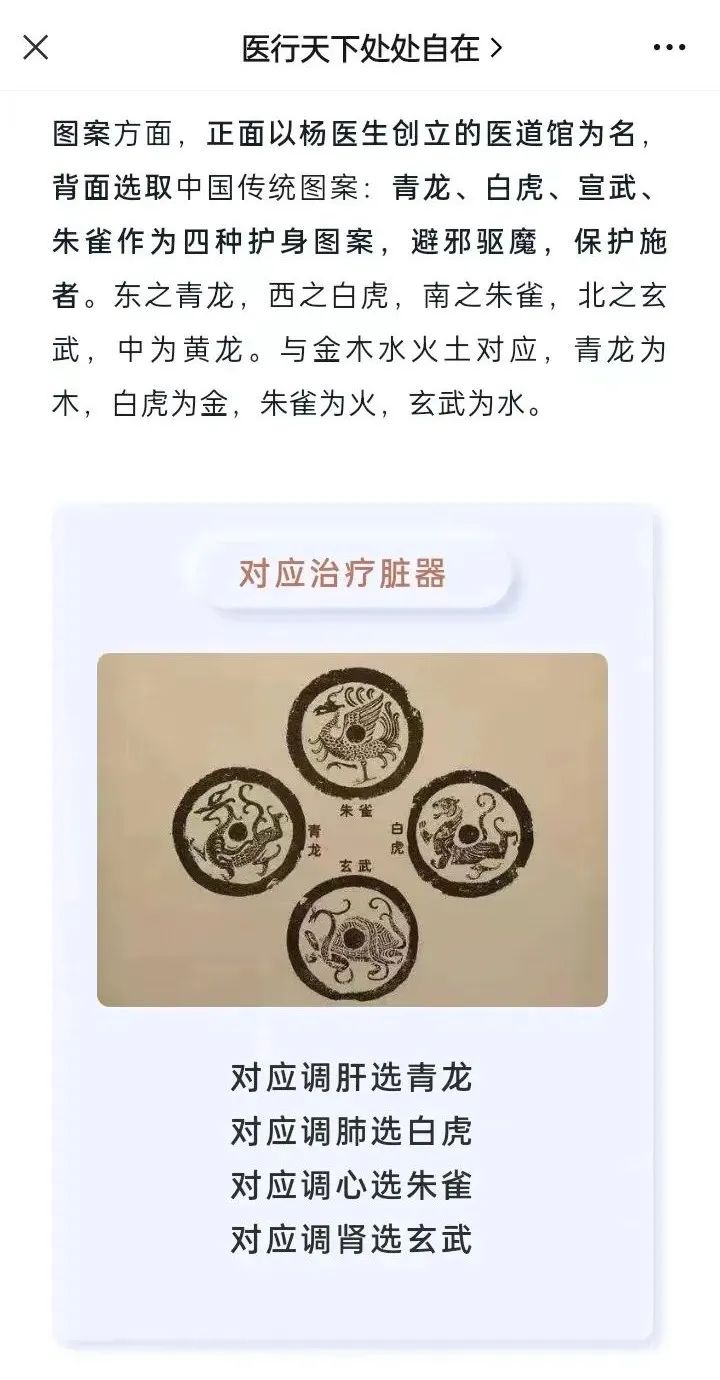 医行天下处处自在
图案方面，正面以杨医生创立的医道馆为名，
背面选取中国传统图案：青龙、白虎、宣武、
朱雀作为四种护身图案，避邪驱魔，保护施
者。东之青龙，西之白虎，南之朱雀，北之玄
武，中为黄龙。与金木水火土对应，青龙为
木，白虎为金，朱雀为火，玄武为水。
对应治疗脏器
朱雀
青龙
白虎
玄武
对应调肝选青龙
对应调肺选白虎
对应调心选朱雀
对应调肾选玄武